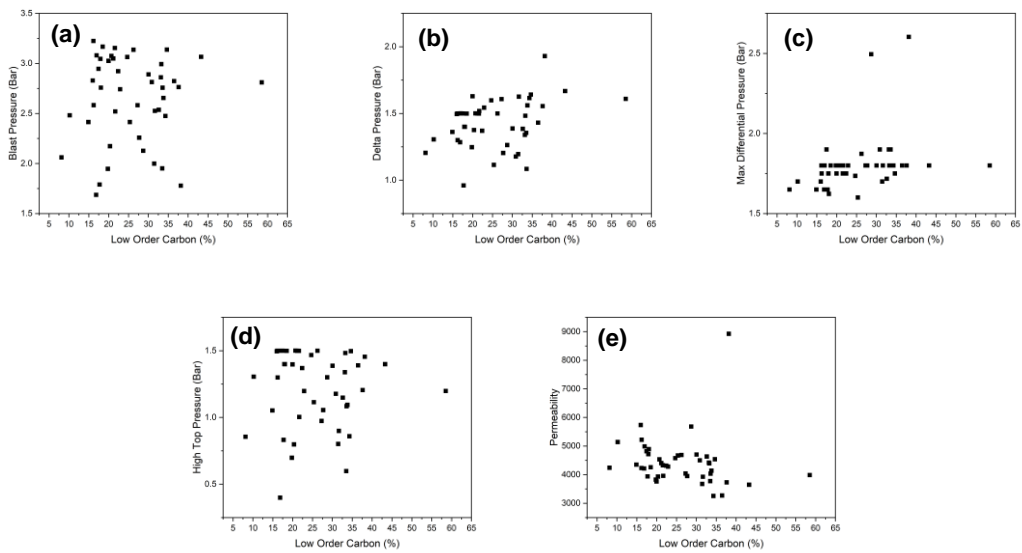 (a)
Blast Pressure (Bar)
3.5
3.0
2.5
2.0
1.5
5 10 15 20 25 30 35 40 45 50 55 60 65
Low Order Carbon (%)
(b)
Delta Pressure (Bar)
2.0
1.5
1.0
5 10 15 20 25 30 35 40 45 50 55 60 65
Low Order Carbon (%)
(c)
Max Differential Pressure (Bar)
2.5
2.0
1.5
5 10 15 20 25 30 35 40 45 50 55 60 65
Low Order Carbon (%)
(d)
High Top Pressure (Bar)
1.5
1.0
0.5
5 10 15 20 25 30 35 40 45 50 55 60 65
Low Order Carbon (%)
(e)
Permeability
9000
8000
7000
6000
5000
4000
3000
5 10 15 20 25 30 35 40 45 50 55 60 65
Low Order Carbon (%)